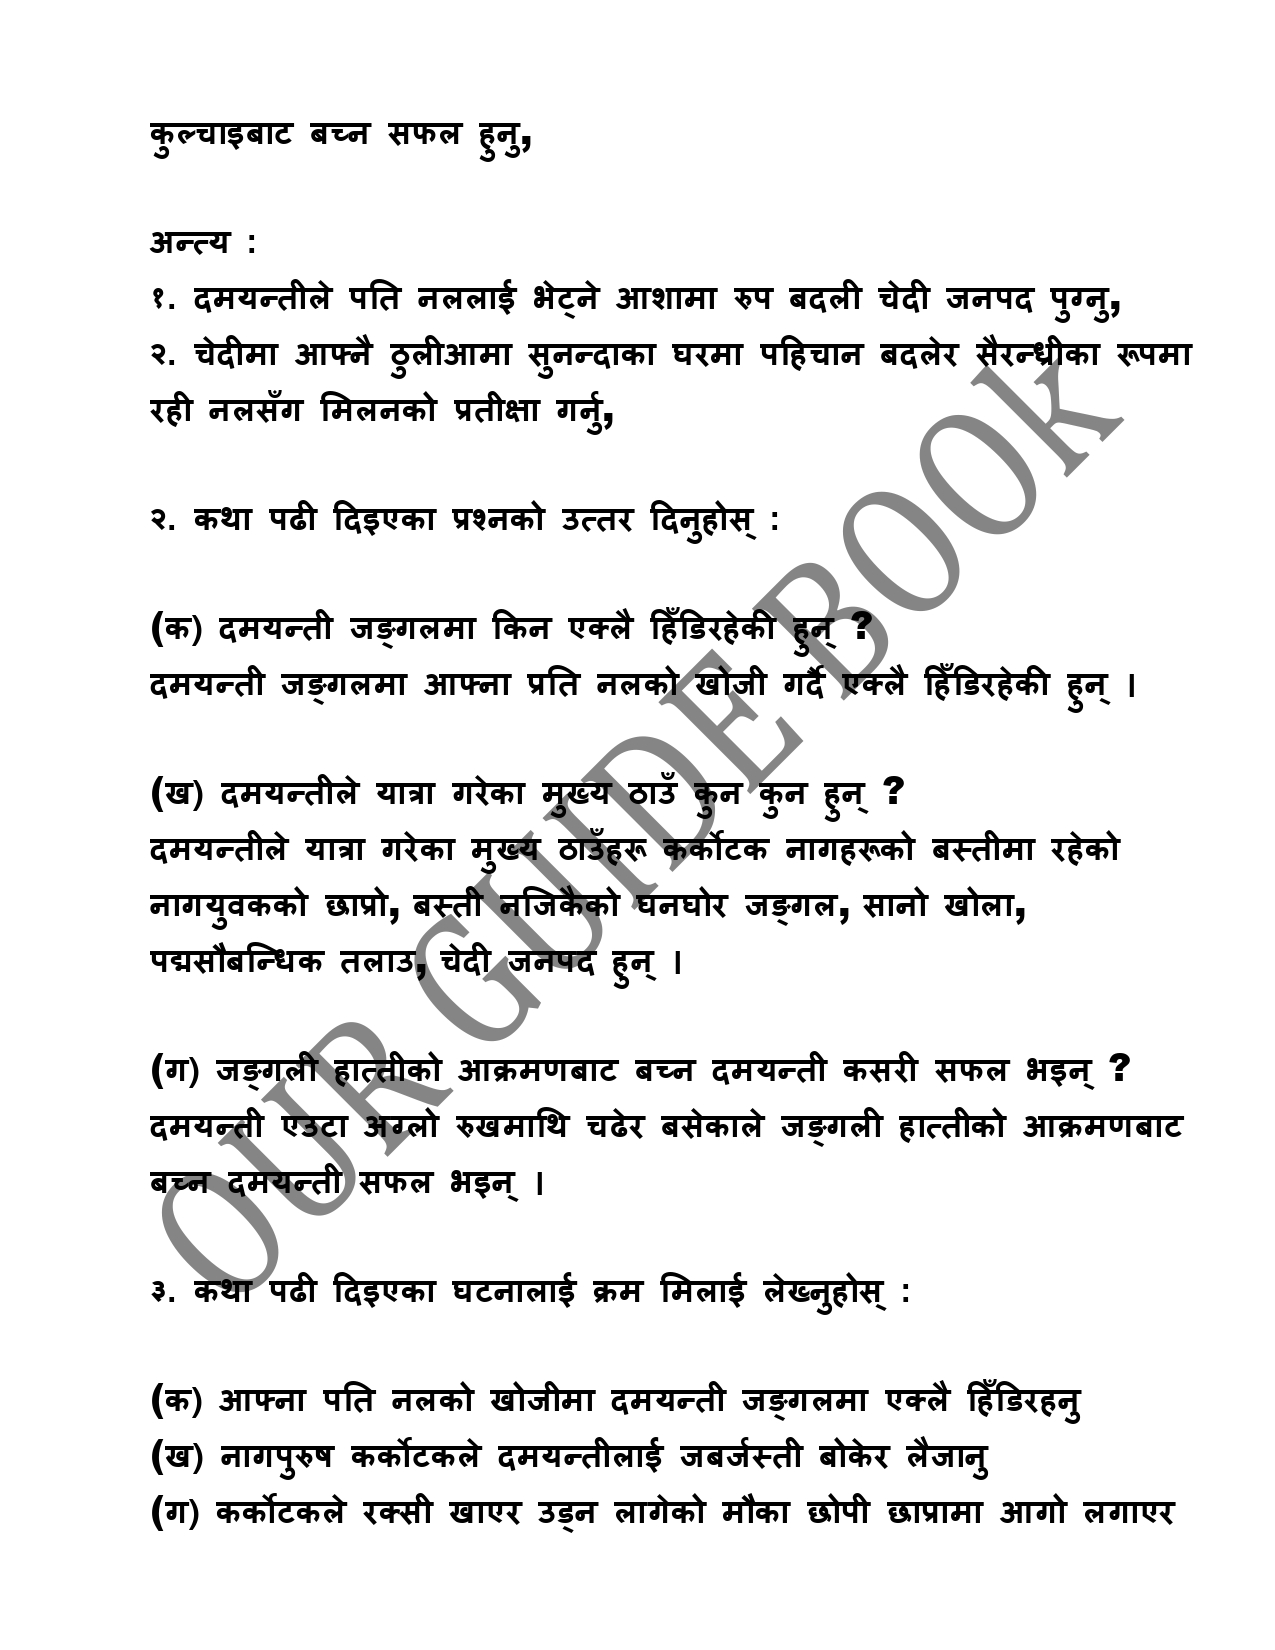 कुल्चाइबाट बच्न सफल हुनु,
अन्त्य :
१. दमयन्तीले पति नललाई भेट्ने आशामा रुप बदली चेदी जनपद पुग्नु,
२. चेदीमा आफ्नै ठुलीआमा सुनन्दाका घरमा पहिचान बदलेर सैरन्ध्रीका रूपमा
रही नलसँग मिलनको प्रतीक्षा गर्नु,
२. कथा पढी दिइएका प्रश्नको उत्तर दिनुहोस् :
(क) दमयन्ती जङ्गलमा किन एक्लै हिँडिरहेकी हुन् ?
दमयन्ती जङ्गलमा आफ्ना प्रति नलको खोजी गर्दै एक्लै हिँडिरहेकी हुन् ।
(ख) दमयन्तीले यात्रा गरेका मुख्य ठाउँ कुन कुन हुन् ?
दमयन्तीले यात्रा गरेका मुख्य ठाउँहरू कर्कोटक नागहरूको बस्तीमा रहेको
नागयुवकको छाप्रो, बस्ती नजिकैको घनघोर जङ्गल, सानो खोला,
पद्मसौबन्धिक तलाउ, चेदी जनपद हुन् ।
(ग) जङ्गली हात्तीको आक्रमणबाट बच्न दमयन्ती कसरी सफल भइन् ?
दमयन्ती एउटा अग्लो रुखमाथि चढेर बसेकाले जङ्गली हात्तीको आक्रमणबाट
बच्न दमयन्ती सफल भइन् ।
३. कथा पढी दिइएका घटनालाई क्रम मिलाई लेख्नुहोस् :
(क) आफ्ना पति नलको खोजीमा दमयन्ती जङ्गलमा एक्लै हिँडिरहनु
(ख) नागपुरुष कर्कोटकले दमयन्तीलाई जबर्जस्ती बोकेर लैजानु
(ग) कर्कोटकले रक्सी खाएर उड्न लागेको मौका छोपी छाप्रामा आगो लगाएर
OUR GUIDE BOOK